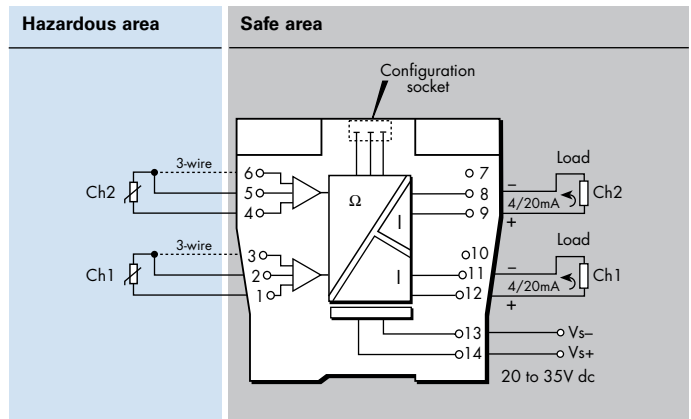 Hazardous area
Safe area
Configuration
socket
3-wire
6
5
4
Ch2
Ω
I
I
7
8
9
Load
–
4/20mA
+
Ch2
3-wire
3
2
1
Ch1
10
11
12
Load
–
4/20mA
+
Ch1
13
Vs–
14
Vs+
20 to 35V dc